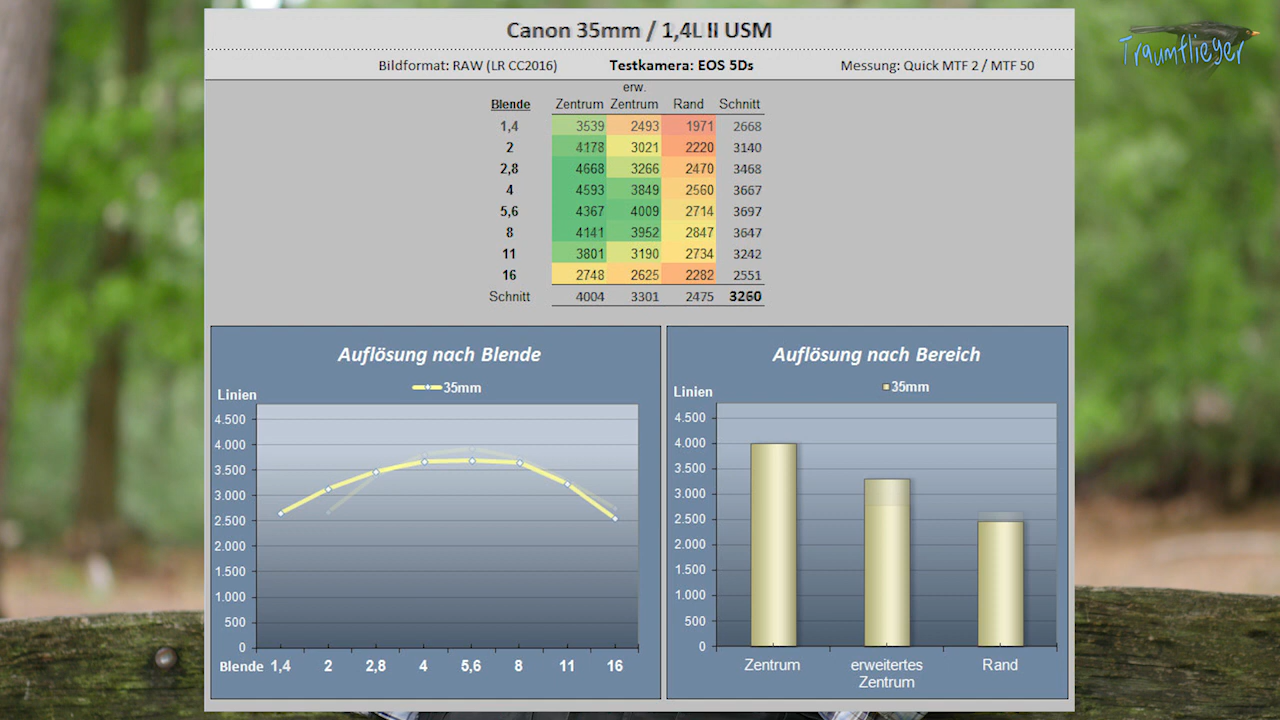 Canon 35mm / 1,4L II USM
Traumflieger
Bildformat: RAW (LR CC2016) Testkamera: EOS 5Ds Messung: Quick MTF 2 / MTF 50
erw.
Blende Zentrum Zentrum Rand Schnitt
1,4 3539 2493 1971 2668
2 4178 3021 2220 3140
2,8 4668 3266 2470 3468
4 4593 3849 2560 3667
5,6 4367 4009 2714 3697
8 4141 3952 2847 3647
11 3801 3190 2734 3242
16 2748 2625 2282 2551
Schnitt 4004 3301 2475 3260
Auflösung nach Blende
35mm
Linien
4.500
4.000
3.500
3.000
2.500
2.000
1.500
1.000
500
0
Blende 1,4 2 2,8 4 5,6 8 11 16
Auflösung nach Bereich
35mm
Linien
4.500
4.000
3.500
3.000
2.500
2.000
1.500
1.000
500
0
Zentrum erweitertes Rand
Zentrum